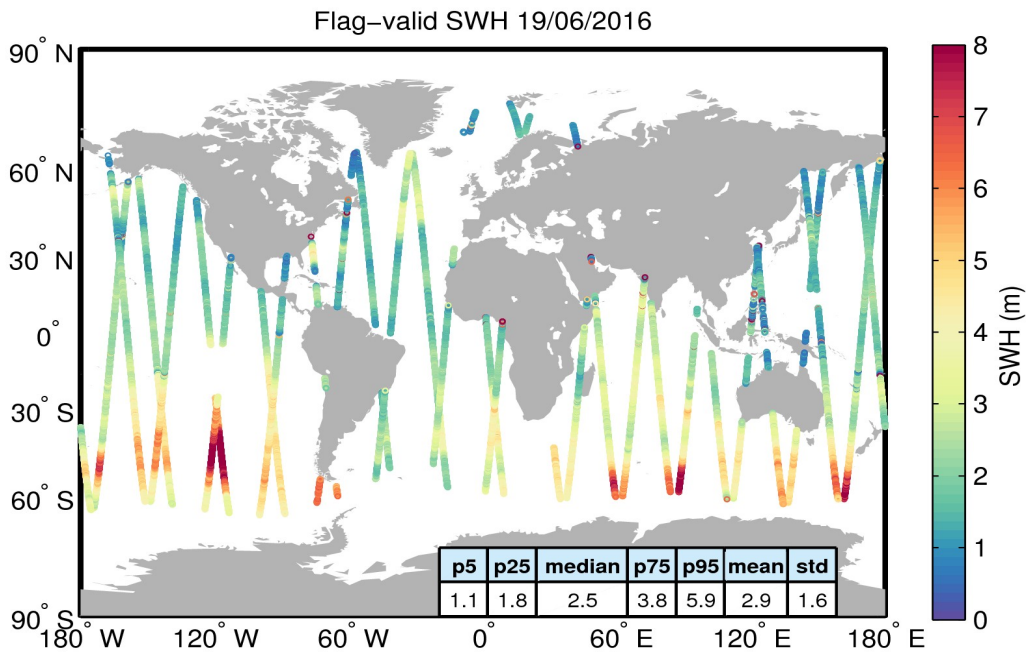 Flag−valid SWH 19/06/2016
90° N
60° N
30° N
0°
30° S
60° S
90° S
180° W
120° W
60° W
0°
60° E
120° E
180° E
p5 p25 median p75 p95 mean std
1.1 1.8 2.5 3.8 5.9 2.9 1.6
8
7
6
5
4
3
2
1
0
SWH (m)